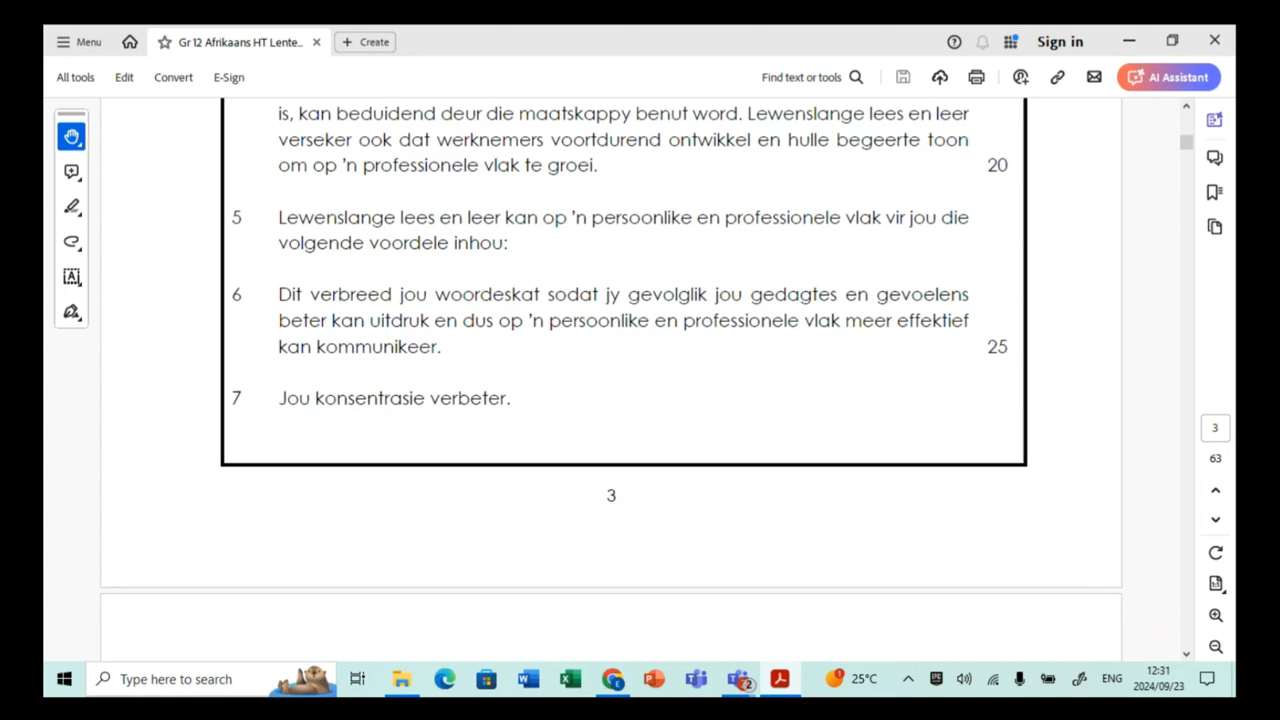 Menu
Gr 12 Afrikaans HT Lente...
Create
Sign in
All tools
Edit
Convert
E-Sign
Find text or tools
AI Assistant
is, kan beduidend deur die maatskappy benut word. Lewenslange lees en leer
verseker ook dat werknemers voortdurend ontwikkel en hulle begeerte toon
om op 'n professionele vlak te groei.
20
5 Lewenslange lees en leer kan op 'n persoonlike en professionele vlak vir jou die
volgende voordele inhou:
6 Dit verbreed jou woordeskat sodat jy gevolglik jou gedagtes en gevoelens
beter kan uitdruk en dus op 'n persoonlike en professionele vlak meer effektief
kan kommunikeer.
25
7 Jou konsentrasie verbeter.
3
3
63
Type here to search
2
25°C
ENG
12:31
2024/09/23